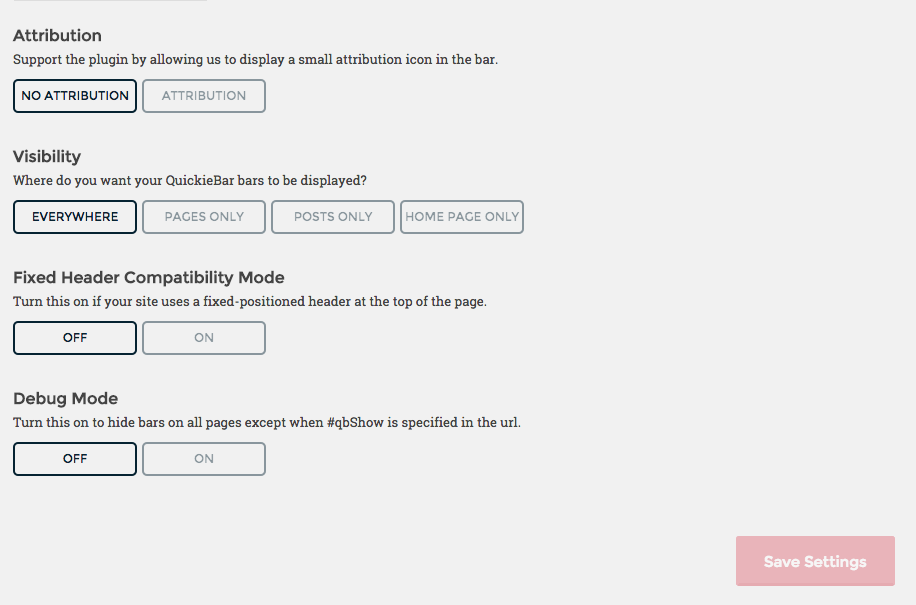 Attribution
Support the plugin by allowing us to display a small attribution icon in the bar.
NO ATTRIBUTION ATTRIBUTION
Visibility
Where do you want your QuickieBar bars to be displayed?
EVERYWHERE PAGES ONLY POSTS ONLY HOME PAGE ONLY
Fixed Header Compatibility Mode
Turn this on if your site uses a fixed-positioned header at the top of the page.
OFF ON
Debug Mode
Turn this on to hide bars on all pages except when #qbShow is specified in the url.
OFF ON
Save Settings